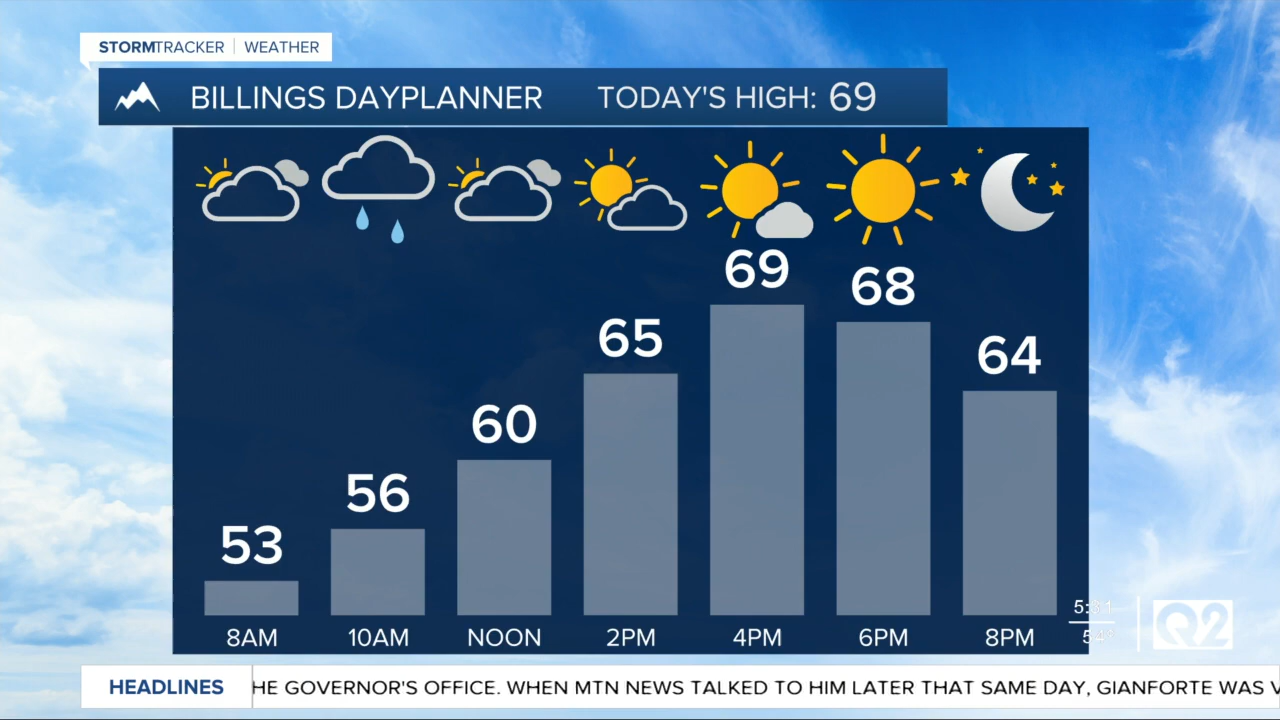 STORMTRACKER | WEATHER
BILLINGS DAYPLANNER TODAY'S HIGH: 69
53 56 60 65 69 68 64
8AM 10AM NOON 2PM 4PM 6PM 8PM
Q2
HEADLINES HE GOVERNOR'S OFFICE. WHEN MTN NEWS TALKED TO HIM LATER THAT SAME DAY, GIANFORTE WAS